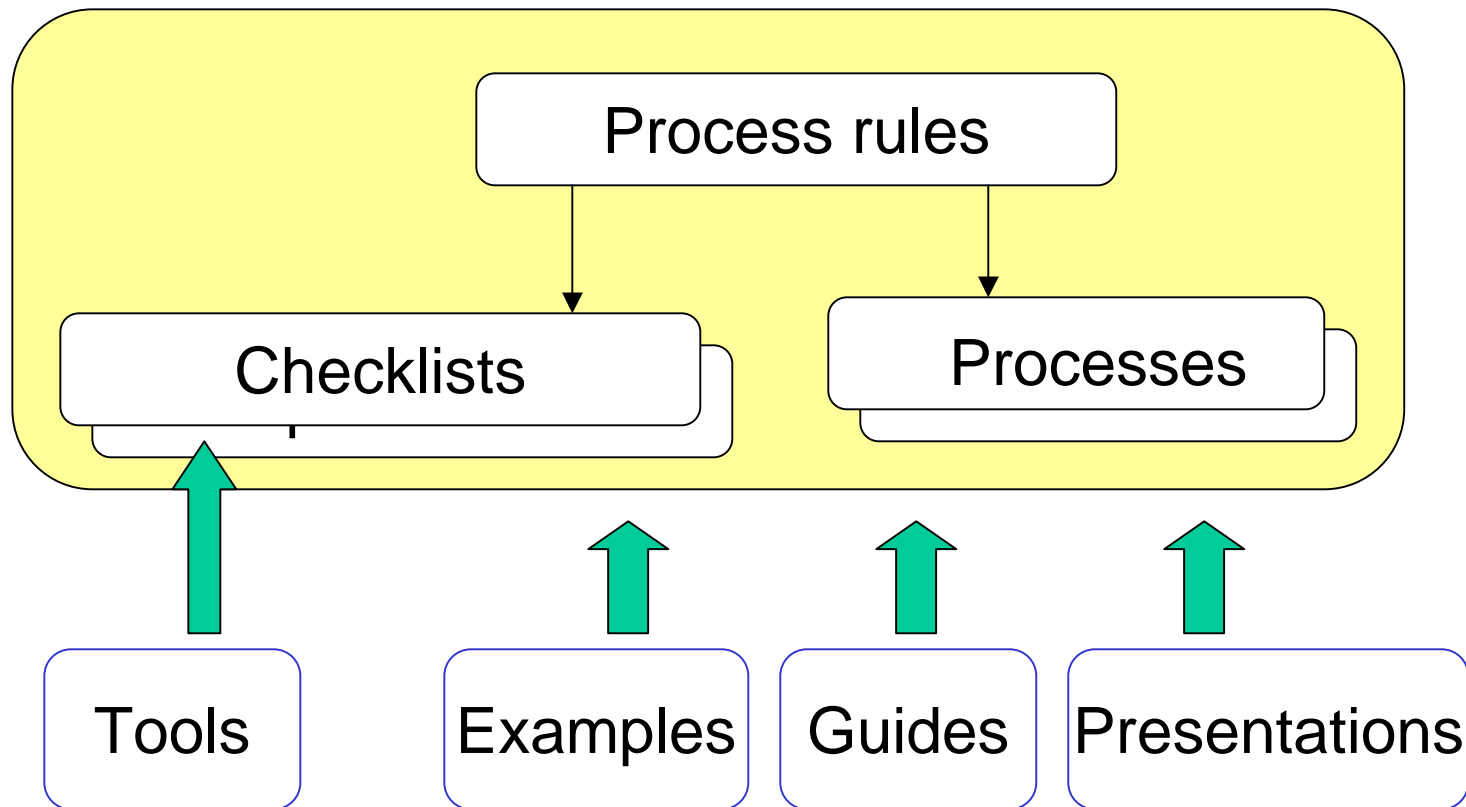 Process rules
Checklists
Processes
Tools
Examples
Guides
Presentations